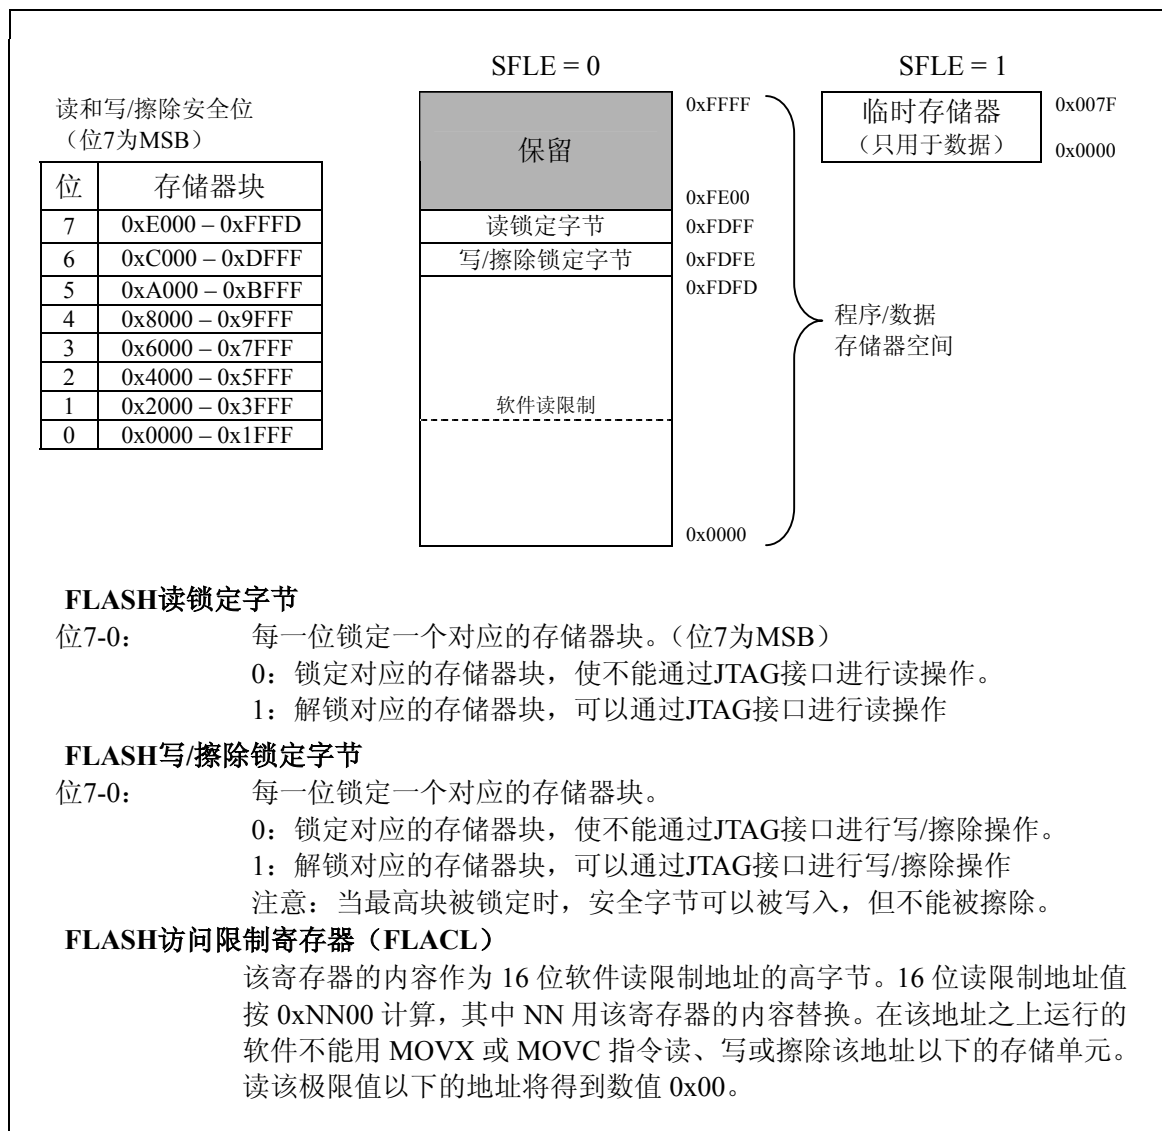 SFLE = 0
SFLE = 1
读和写/擦除安全位
（位7为MSB）
位 存储器块
7 0xE000 – 0xFFFD
6 0xC000 – 0xDFFF
5 0xA000 – 0xBFFF
4 0x8000 – 0x9FFF
3 0x6000 – 0x7FFF
2 0x4000 – 0x5FFF
1 0x2000 – 0x3FFF
0 0x0000 – 0x1FFF
保留
读锁定字节
写/擦除锁定字节
软件读限制
0xFFFF
0xFE00
0xFDFF
0xFDFE
0xFDFD
0x0000
程序/数据
存储器空间
临时存储器
（只用于数据）
0x007F
0x0000
FLASH读锁定字节
位7-0： 每一位锁定一个对应的存储器块。（位7为MSB）
0：锁定对应的存储器块，使不能通过JTAG接口进行读操作。
1：解锁对应的存储器块，可以通过JTAG接口进行读操作
FLASH写/擦除锁定字节
位7-0： 每一位锁定一个对应的存储器块。
0：锁定对应的存储器块，使不能通过JTAG接口进行写/擦除操作。
1：解锁对应的存储器块，可以通过JTAG接口进行写/擦除操作
注意：当最高块被锁定时，安全字节可以被写入，但不能被擦除。
FLASH访问限制寄存器（FLACL）
该寄存器的内容作为 16 位软件读限制地址的高字节。16 位读限制地址值
按 0xNN00 计算，其中 NN 用该寄存器的内容替换。在该地址之上运行的
软件不能用 MOVX 或 MOVC 指令读、写或擦除该地址以下的存储单元。
读该极限值以下的地址将得到数值 0x00。